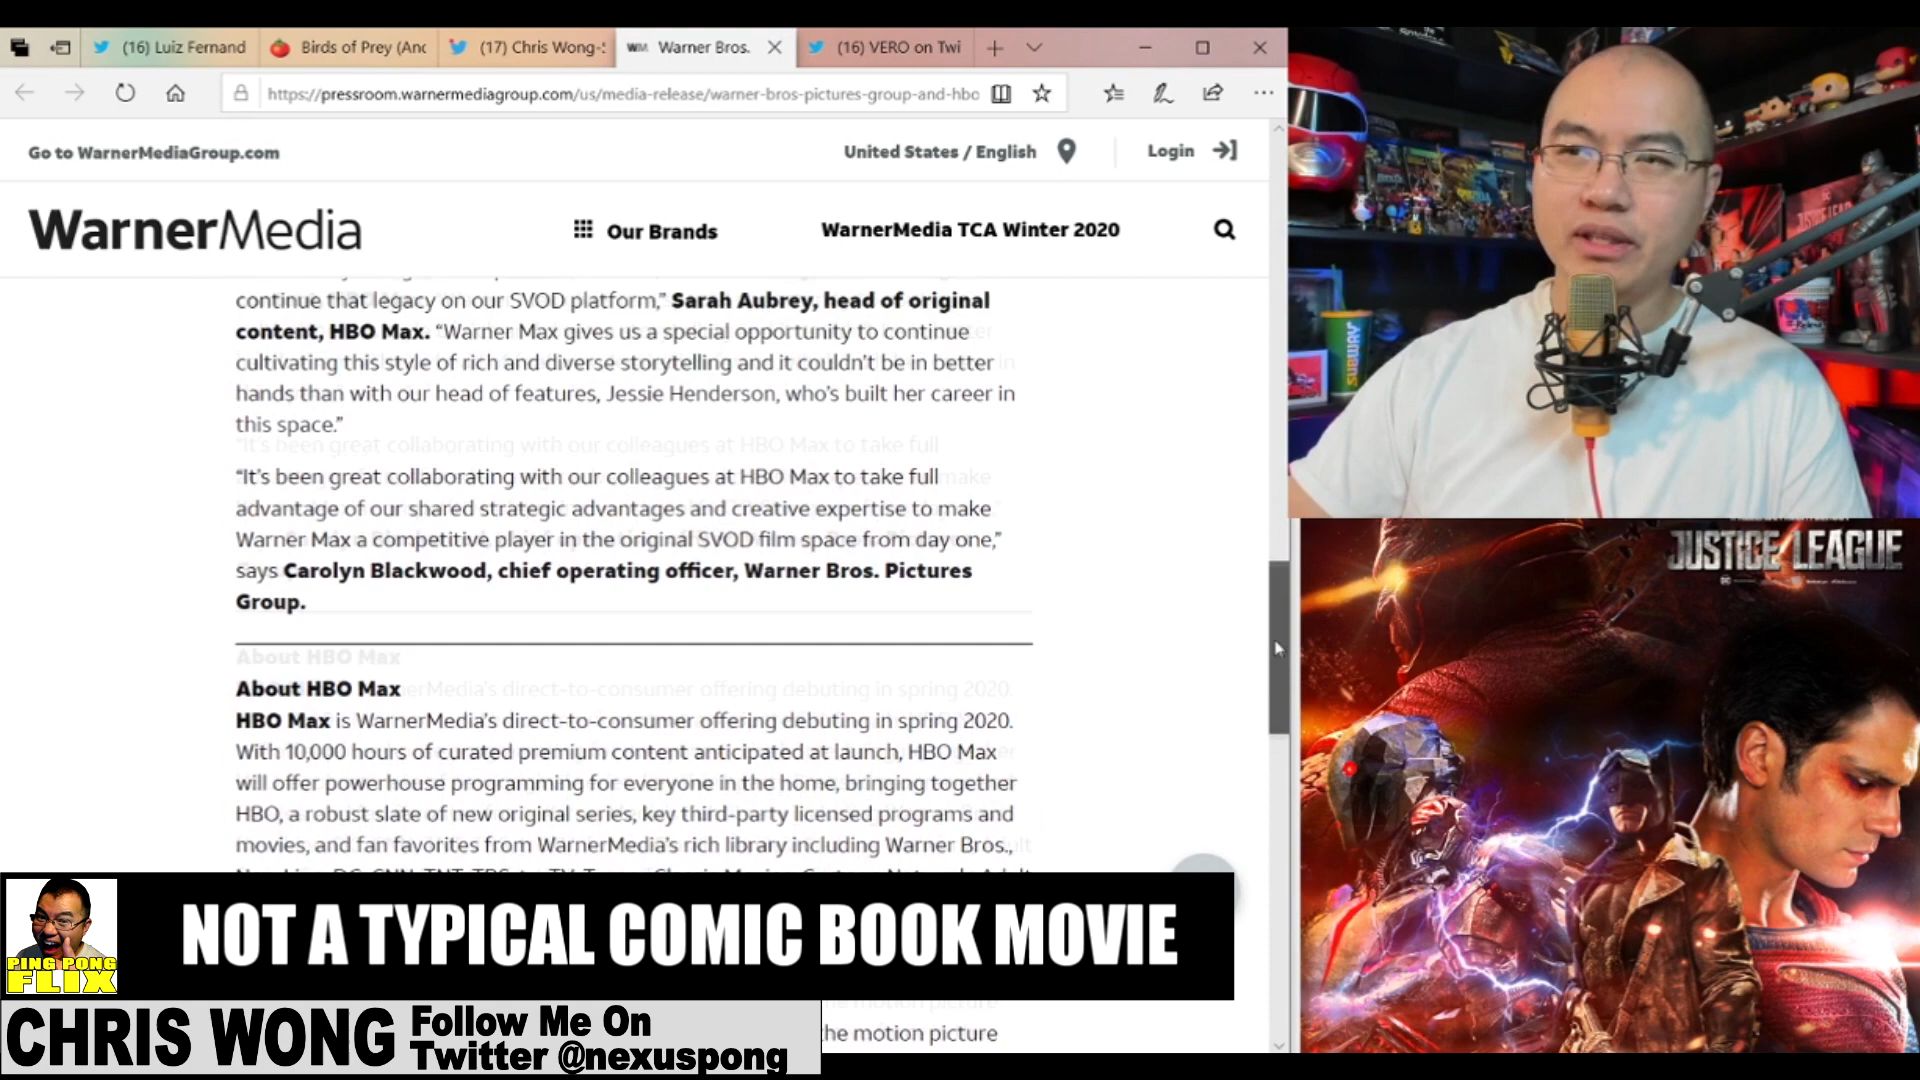 (16) Luiz Fernand
Birds of Prey (And
(17) Chris Wong-S
WM Warner Bros.
(16) VERO on Twi
https://pressroom.warnermediagroup.com/us/media-release/warner-bros-pictures-group-and-hbo
Go to WarnerMediaGroup.com
United States / English
Login
WarnerMedia
Our Brands
WarnerMedia TCA Winter 2020
continue that legacy on our SVOD platform,” Sarah Aubrey, head of original
content, HBO Max. “Warner Max gives us a special opportunity to continue
cultivating this style of rich and diverse storytelling and it couldn’t be in better
hands than with our head of features, Jessie Henderson, who’s built her career in
this space.”
“It’s been great collaborating with our colleagues at HBO Max to take full
advantage of our shared strategic advantages and creative expertise to make
Warner Max a competitive player in the original SVOD film space from day one,”
says Carolyn Blackwood, chief operating officer, Warner Bros. Pictures
Group.
About HBO Max
HBO Max is WarnerMedia’s direct-to-consumer offering debuting in spring 2020.
With 10,000 hours of curated premium content anticipated at launch, HBO Max
will offer powerhouse programming for everyone in the home, bringing together
HBO, a robust slate of new original series, key third-party licensed programs and
movies, and fan favorites from WarnerMedia’s rich library including Warner Bros.,
the motion picture
SUBWAY
JUSTICE LEAGUE
PING PONG
FLIX
NOT A TYPICAL COMIC BOOK MOVIE
CHRIS WONG
Follow Me On
Twitter @nexuspong